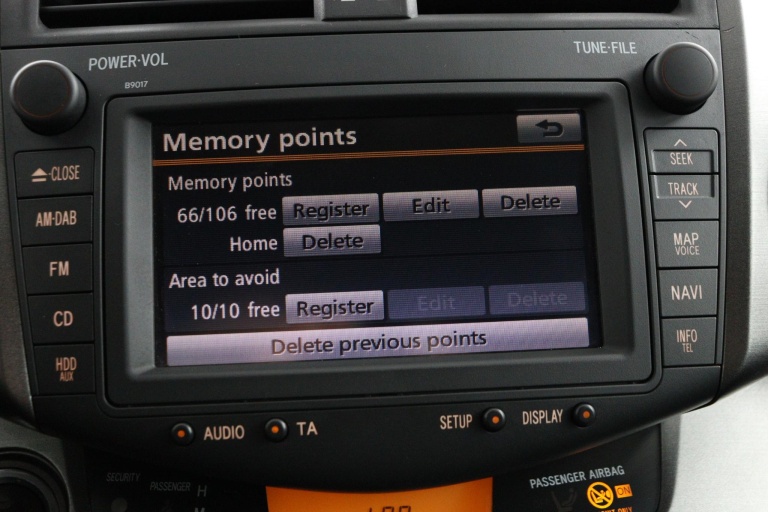 POWER·VOL
TUNE·FILE
B9017
Memory points
Memory points
66/106 free Register Edit Delete
Home Delete
Area to avoid
10/10 free Register Edit Delete
Delete previous points
CLOSE
AM·DAB
FM
CD
HDD
AUX
SEEK
TRACK
MAP
VOICE
NAVI
INFO
TEL
AUDIO
TA
SETUP
DISPLAY
SECURITY
PASSENGER
H
PASSENGER AIRBAG
ON